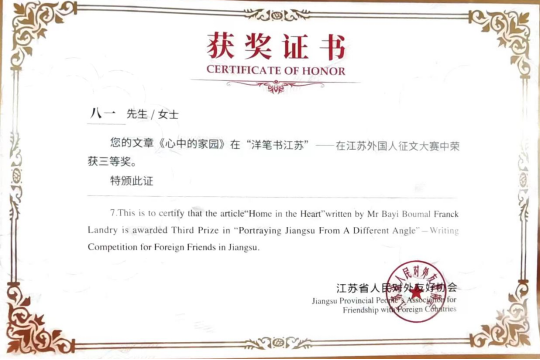 获奖证书
CERTIFICATE OF HONOR
八一 先生/女士
您的文章《心中的家园》在“洋笔书江苏”——在江苏外国人征文大赛中荣
获三等奖。
特颁此证
7.This is to certify that the article“Home in the Heart”written by Mr Bayi Boumal Franck
Landry is awarded Third Prize in “Portraying Jiangsu From A Different Angle”—Writing
Competition for Foreign Friends in Jiangsu.
江苏省人民对外友好协会
Jiangsu Provincial People's Association for
Friendship with Foreign Countries